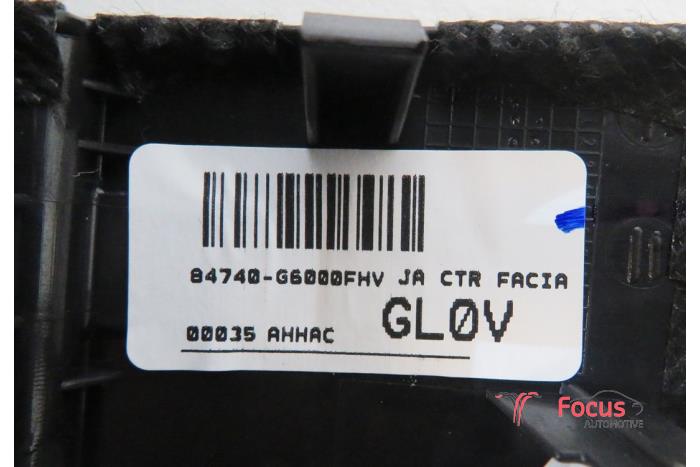 84740-G6000FHV JA CTR FACIA
00035 AHHAC GL0V
Focus
AUTOMOTIVE